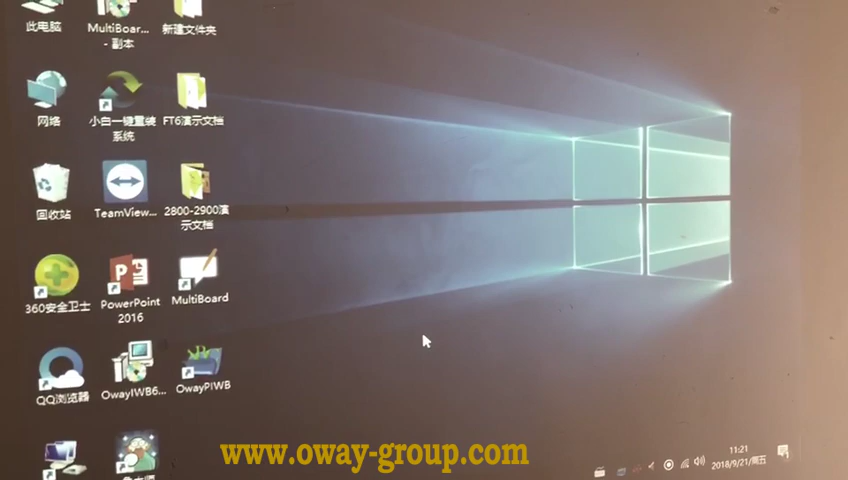 此电脑
MultiBoar...
- 副本
新建文件夹
网络
小白一键重装
系统
FT6演示文档
回收站
TeamView...
2800-2900演
示文档
360安全卫士
PowerPoint
2016
MultiBoard
QQ浏览器
OwayIWB6...
OwayPIWB
www.oway-group.com
11:21
2018/9/21/周五